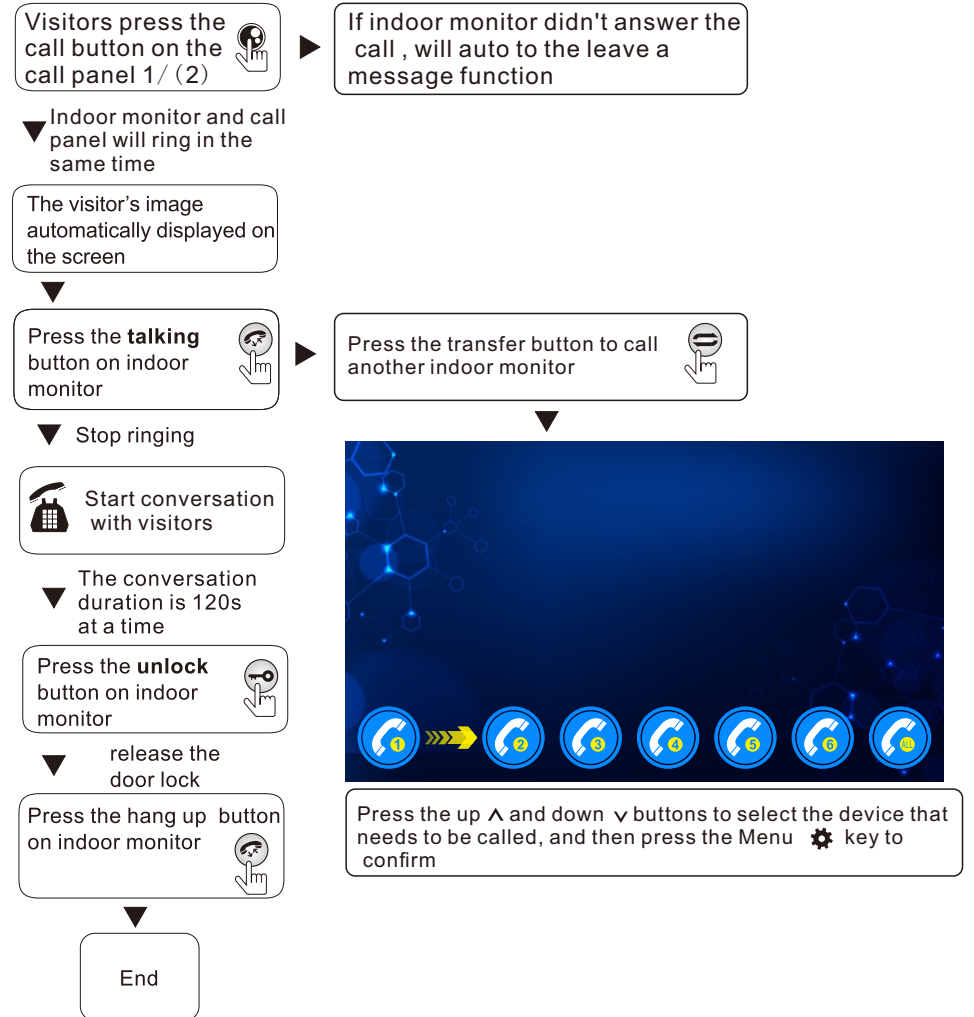 Visitors press the
call button on the
call panel 1/（2）
If indoor monitor didn't answer the
call , will auto to the leave a
message function
Indoor monitor and call
panel will ring in the
same time
The visitor’s image
automatically displayed on
the screen
Press the talking
button on indoor
monitor
Press the transfer button to call
another indoor monitor
Stop ringing
Start conversation
with visitors
The conversation
duration is 120s
at a time
Press the unlock
button on indoor
monitor
1 2 3 4 5 6 ALL
release the
door lock
Press the hang up button
on indoor monitor
Press the up ∧ and down ∨ buttons to select the device that
needs to be called, and then press the Menu key to
confirm
End